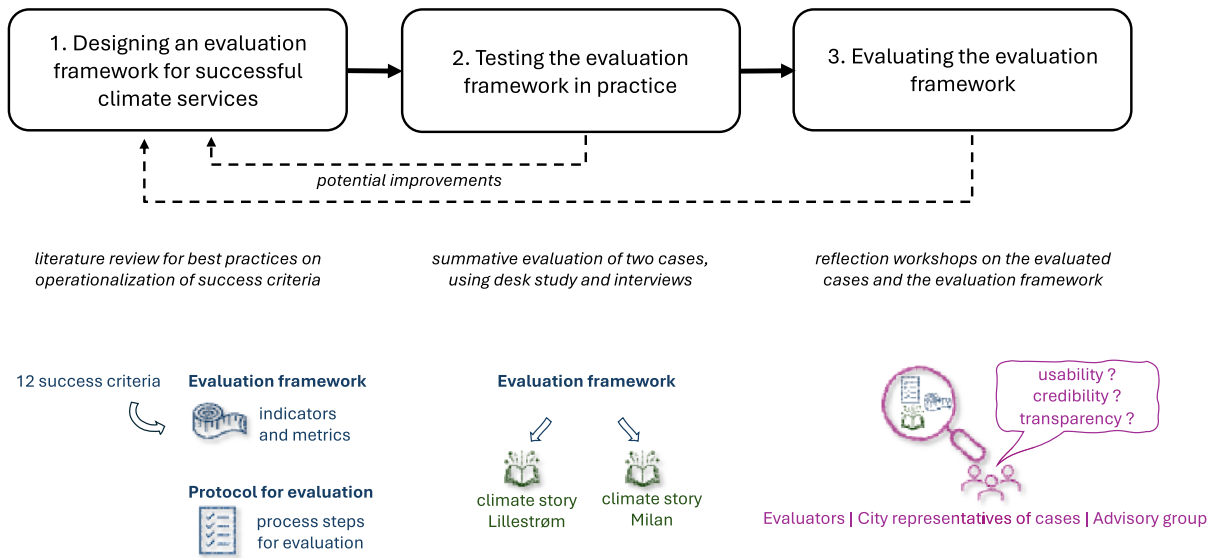 1. Designing an evaluation
framework for successful
climate services
2. Testing the evaluation
framework in practice
3. Evaluating the evaluation
framework
potential improvements
literature review for best practices on
operationalization of success criteria
summative evaluation of two cases,
using desk study and interviews
reflection workshops on the evaluated
cases and the evaluation framework
12 success criteria
Evaluation framework
indicators
and metrics
Protocol for evaluation
process steps
for evaluation
Evaluation framework
climate story
Lillestrøm
climate story
Milan
usability ?
credibility ?
transparency ?
Evaluators | City representatives of cases | Advisory group